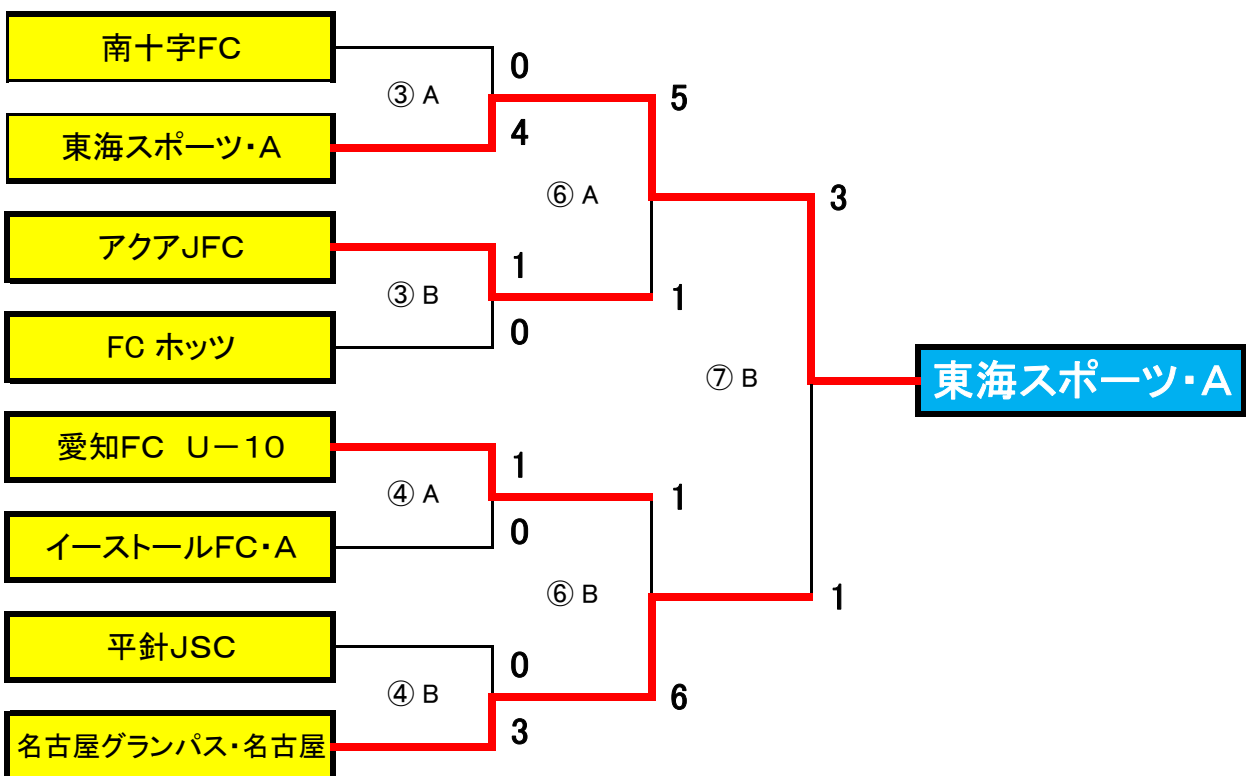 南十字FC
0
③ A
5
東海スポーツ・A
4
⑥ A
3
アクアJFC
1
③ B
1
FC ホッツ
0
⑦ B
東海スポーツ・A
愛知FC　U－10
1
④ A
1
イーストールFC・A
0
⑥ B
1
平針JSC
0
④ B
6
名古屋グランパス・名古屋
3